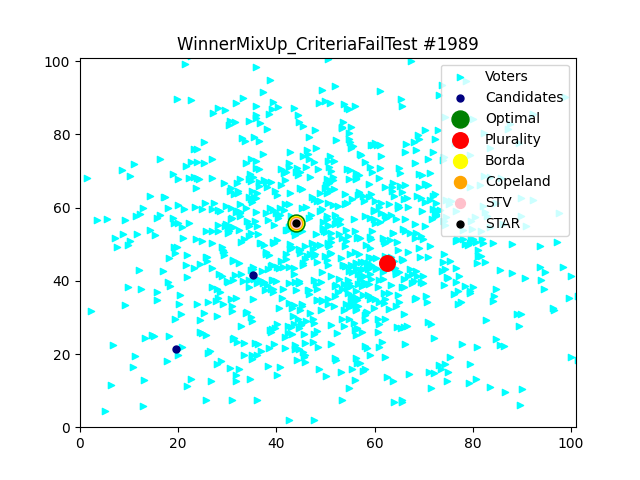 WinnerMixUp_CriteriaFailTest #1989
100
80
60
40
20
0
0 20 40 60 80 100
Voters
Candidates
Optimal
Plurality
Borda
Copeland
STV
STAR